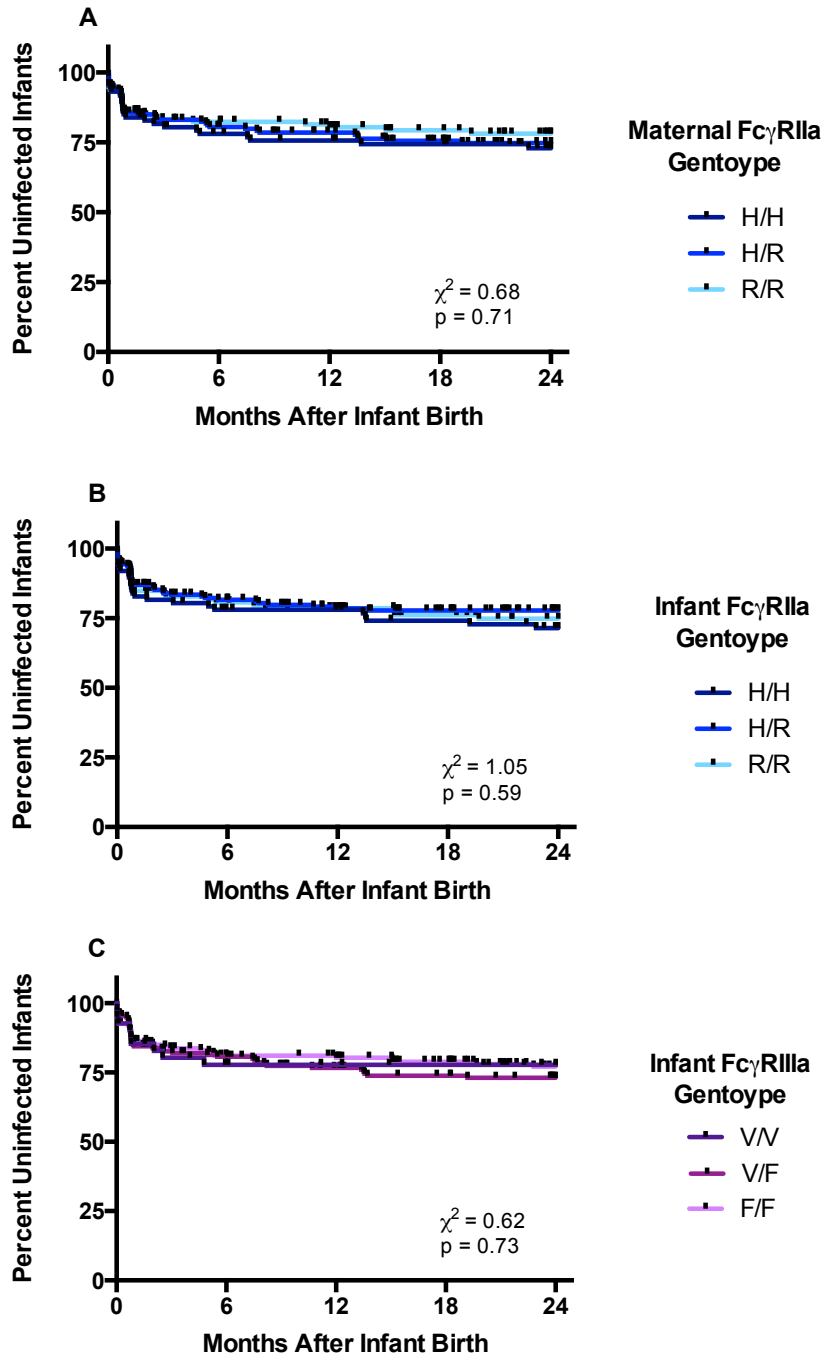 A
Percent Uninfected Infants
100
75
50
25
0
0 6 12 18 24
Months After Infant Birth
χ² = 0.68
p = 0.71
Maternal FcγRIIa
Gentoype
H/H
H/R
R/R
B
Percent Uninfected Infants
100
75
50
25
0
0 6 12 18 24
Months After Infant Birth
χ² = 1.05
p = 0.59
Infant FcγRIIa
Gentoype
H/H
H/R
R/R
C
Percent Uninfected Infants
100
75
50
25
0
0 6 12 18 24
Months After Infant Birth
χ² = 0.62
p = 0.73
Infant FcγRIIIa
Gentoype
V/V
V/F
F/F